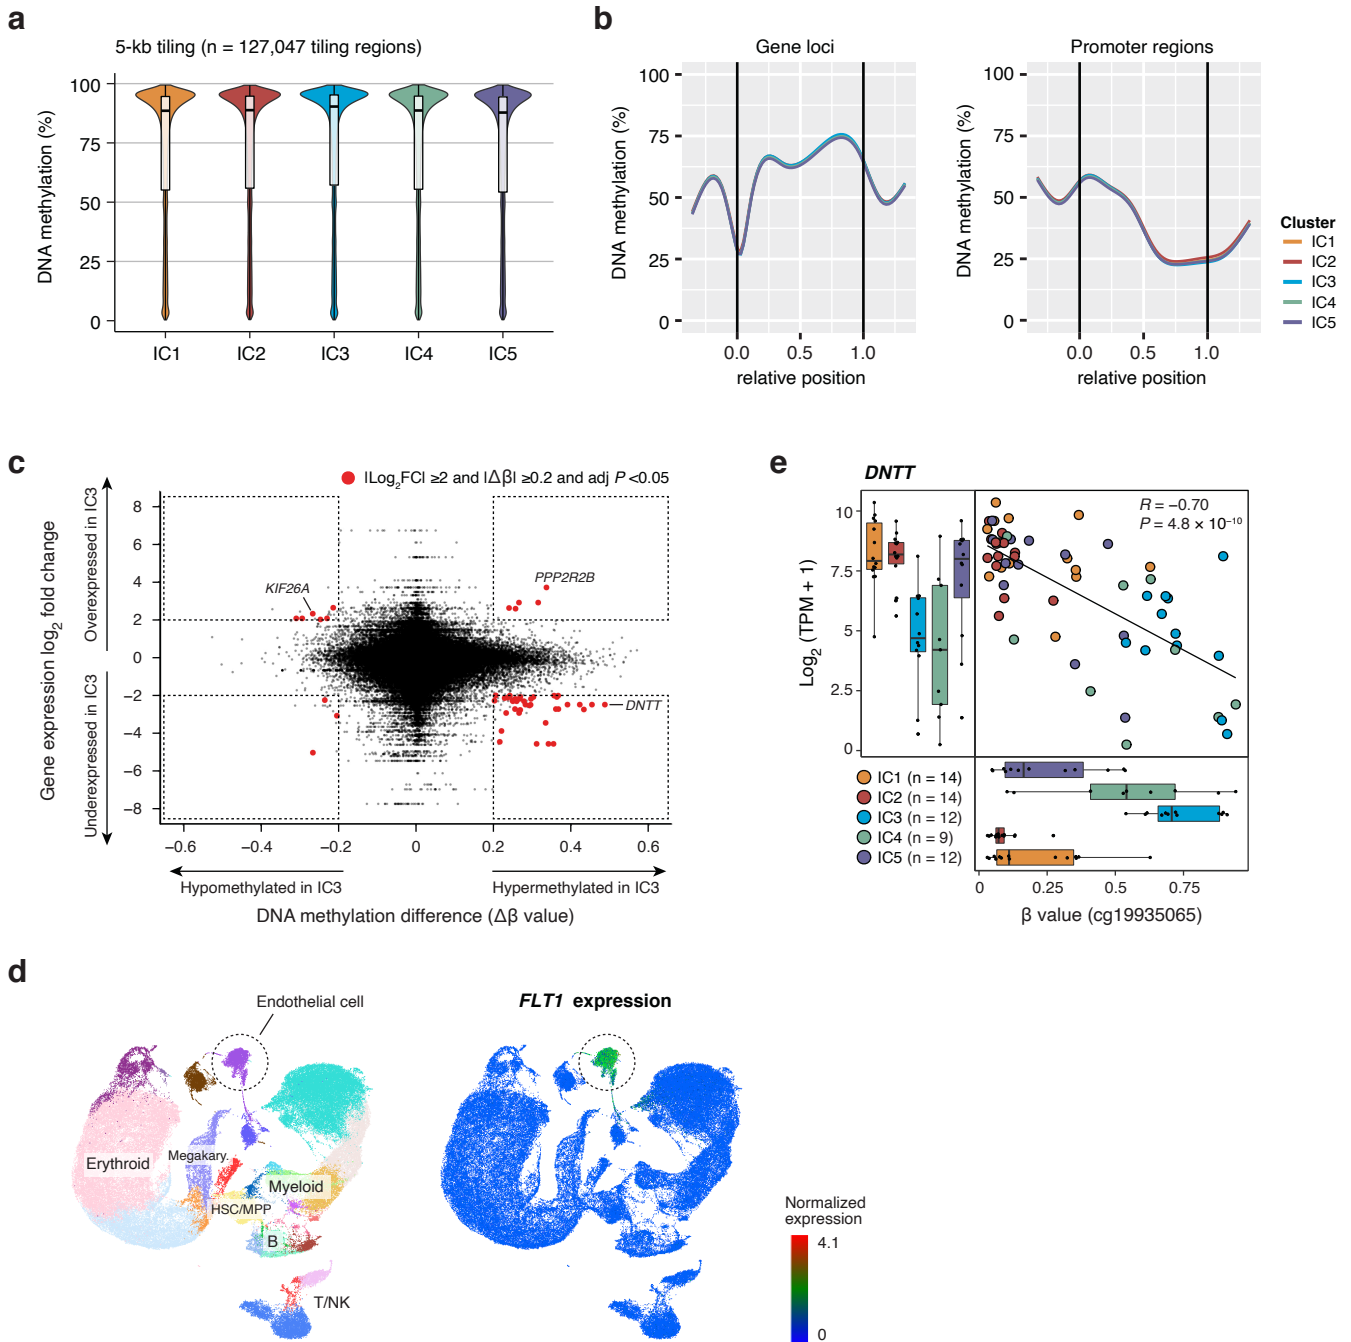 a
5-kb tiling (n = 127,047 tiling regions)
DNA methylation (%)
100
75
50
25
0
IC1 IC2 IC3 IC4 IC5
b
Gene loci
DNA methylation (%)
100
75
50
25
0
0.0 0.5 1.0
relative position
Promoter regions
DNA methylation (%)
100
75
50
25
0
0.0 0.5 1.0
relative position
Cluster
IC1
IC2
IC3
IC4
IC5
c
|Log2FC| ≥2 and |Δβ| ≥0.2 and adj P <0.05
Gene expression log2 fold change
Overexpressed in IC3
Underexpressed in IC3
8
6
4
2
0
−2
−4
−6
−8
KIF26A
PPP2R2B
DNTT
−0.6 −0.4 −0.2 0 0.2 0.4 0.6
Hypomethylated in IC3
Hypermethylated in IC3
DNA methylation difference (Δβ value)
e
DNTT
Log2 (TPM + 1)
10
7.5
5
2.5
0
R = −0.70
P = 4.8 × 10−10
IC1 (n = 14)
IC2 (n = 14)
IC3 (n = 12)
IC4 (n = 9)
IC5 (n = 12)
0 0.25 0.5 0.75
β value (cg19935065)
d
Endothelial cell
Erythroid
Megakary.
Myeloid
HSC/MPP
B
T/NK
FLT1 expression
Normalized
expression
4.1
0